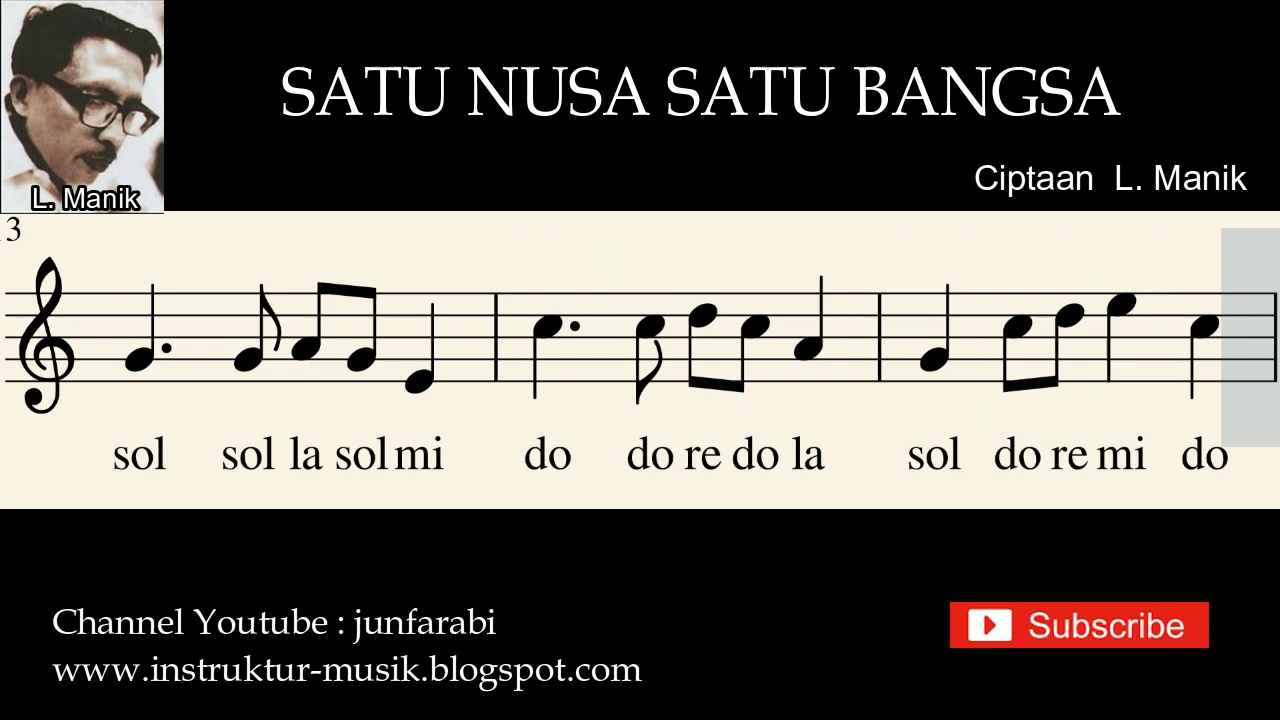 SATU NUSA SATU BANGSA
Ciptaan L. Manik
L. Manik
3
sol sol la sol mi do do re do la sol do re mi do
Channel Youtube : junfarabi
Subscribe
www.instruktur-musik.blogspot.com